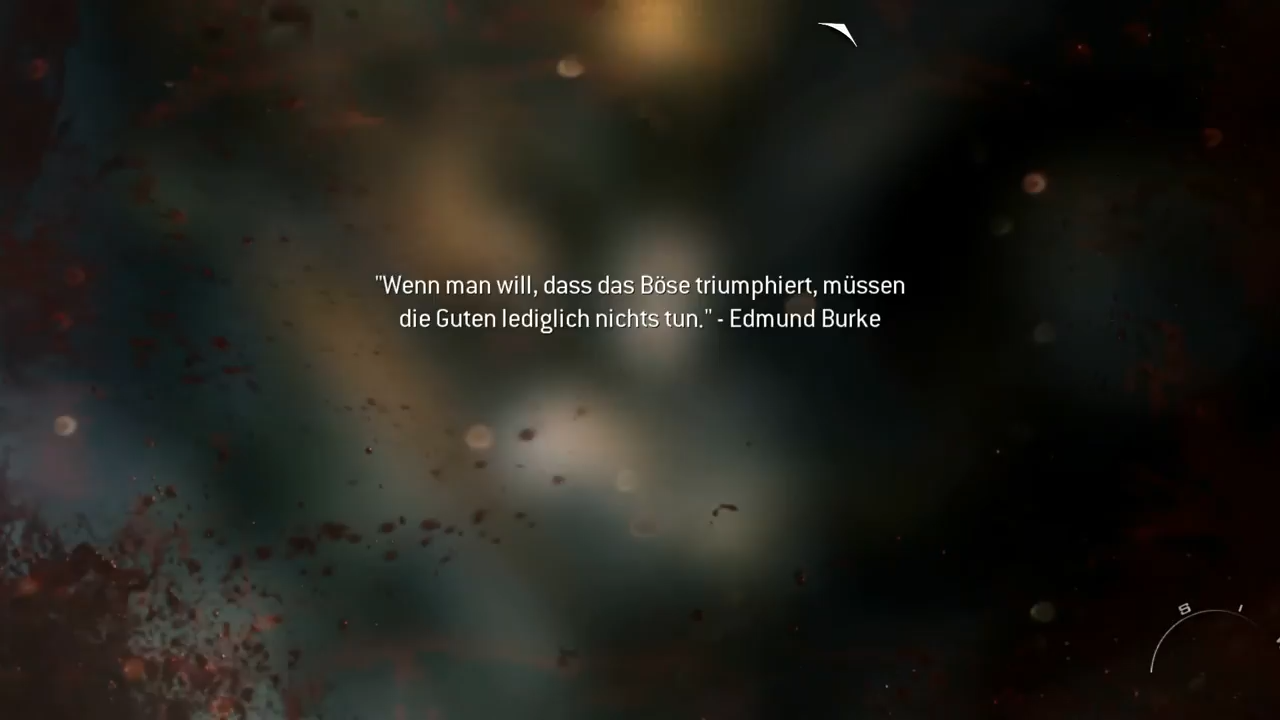 "Wenn man will, dass das Böse triumphiert, müssen
die Guten lediglich nichts tun." - Edmund Burke
S